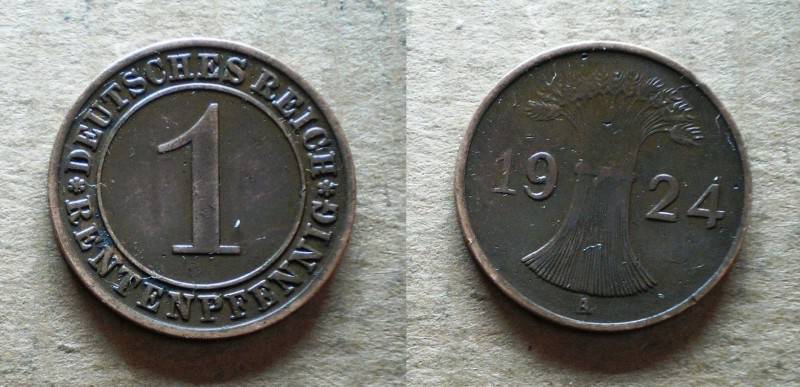 DEUTSCHES REICH
1
*RENTENPFENNIG*
19 24
A